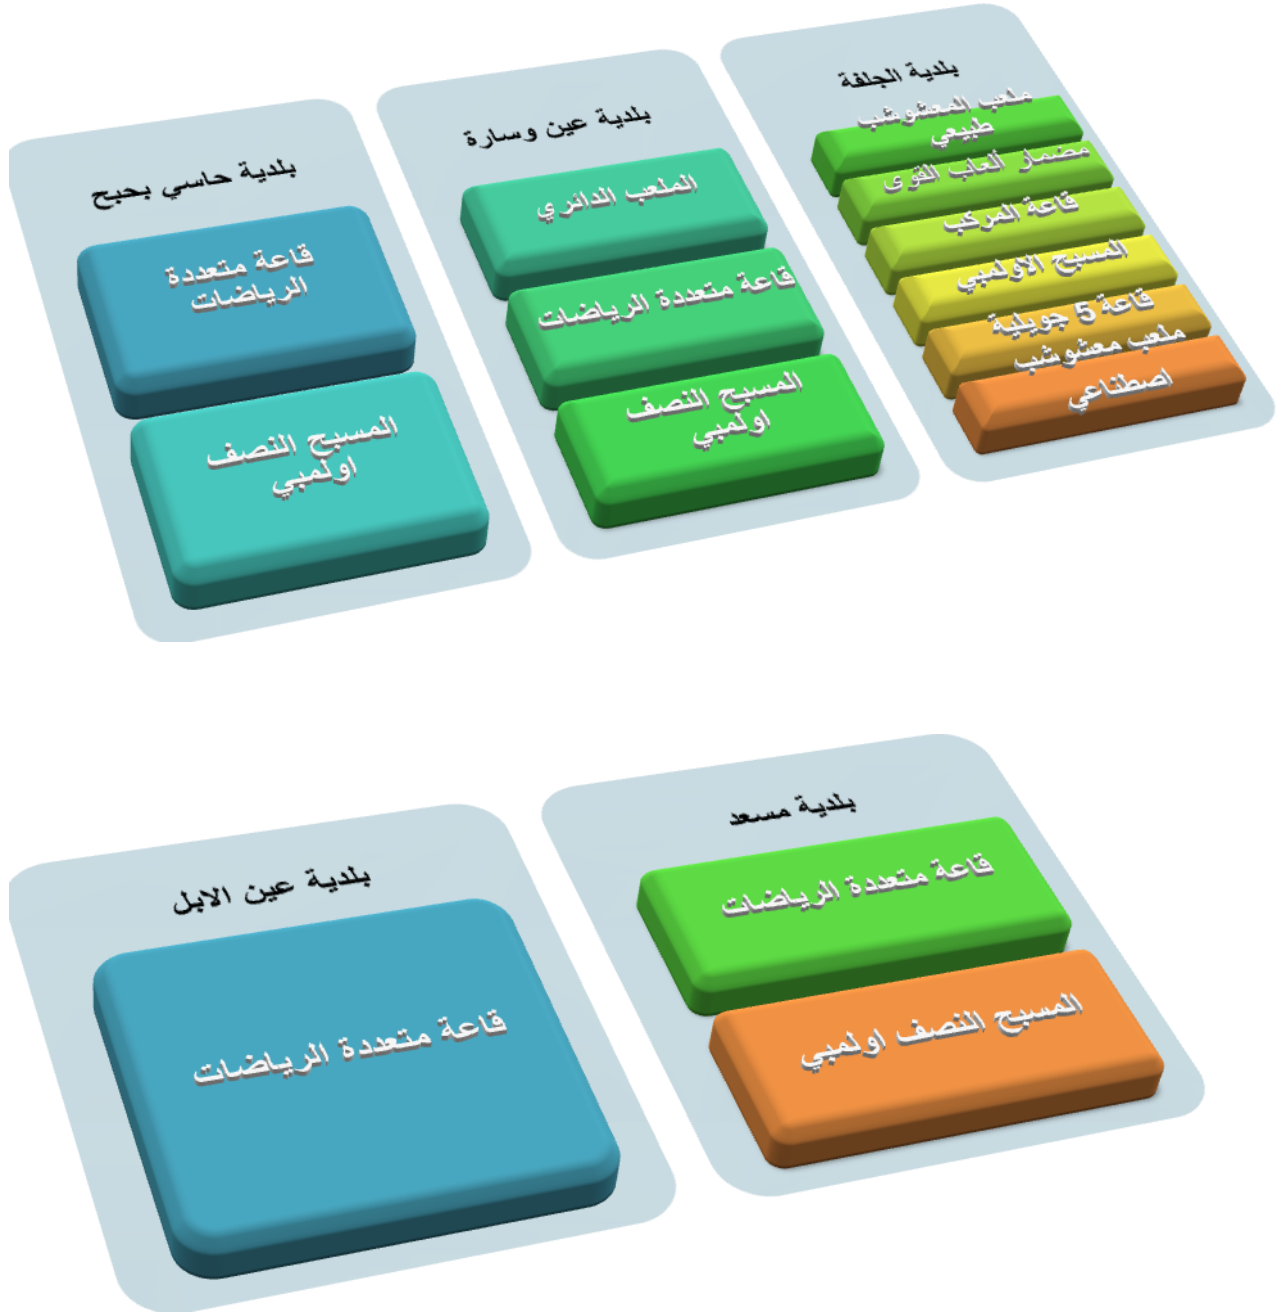 بلدية الجلفة
ملعب المعشوشب
طبيعي
مضمار ألعاب القوى
قاعة المركب
المسبح الاولمبي
قاعة 5 جويلية
ملعب معشوشب
اصطناعي
بلدية عين وسارة
الملعب الدائري
قاعة متعددة الرياضات
المسبح النصف
اولمبي
بلدية حاسي بحبح
قاعة متعددة
الرياضات
المسبح النصف
اولمبي
بلدية مسعد
قاعة متعددة الرياضات
المسبح النصف اولمبي
بلدية عين الابل
قاعة متعددة الرياضات